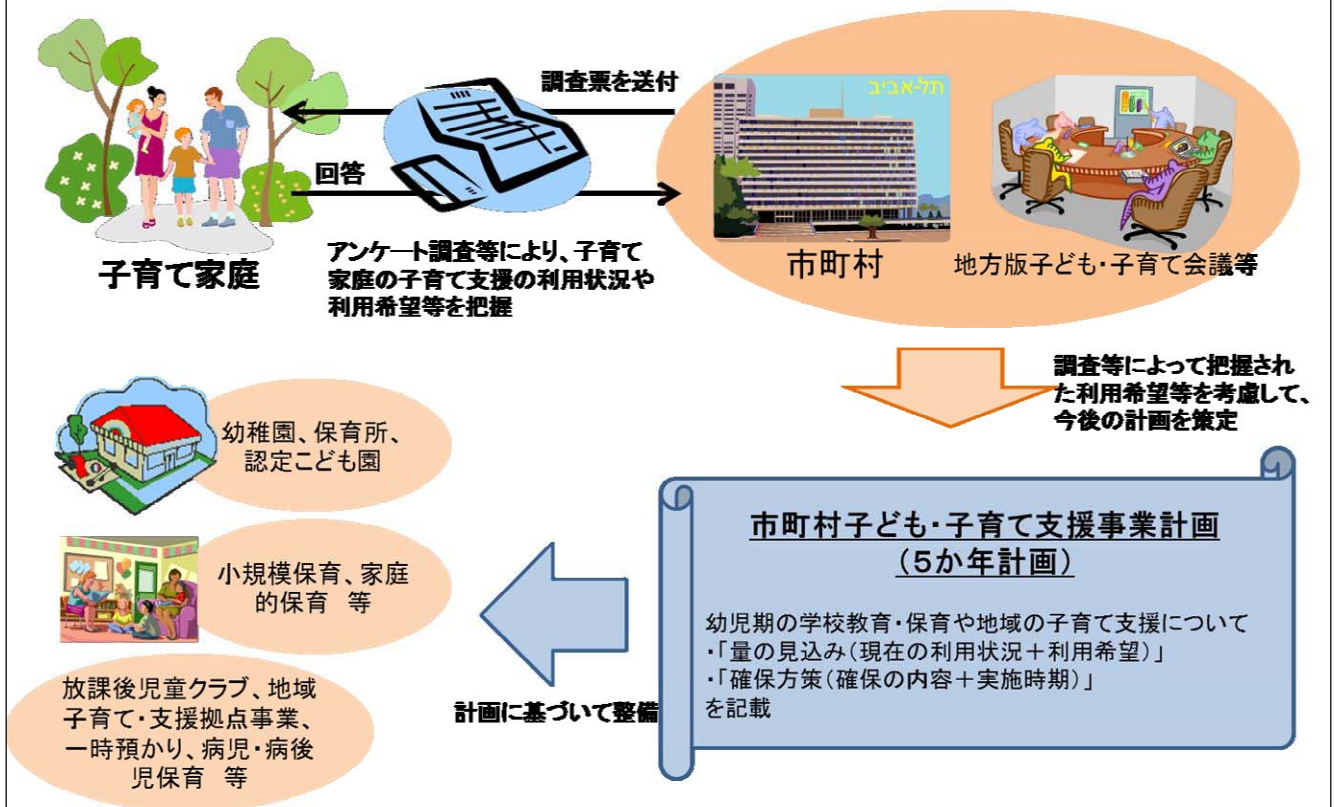 調査票を送付
回答
アンケート調査等により、子育て
家庭の子育て支援の利用状況や
利用希望等を把握
子育て家庭
תל-אביב
市町村
地方版子ども・子育て会議等
調査等によって把握され
た利用希望等を考慮して、
今後の計画を策定
市町村子ども・子育て支援事業計画
(5か年計画)
幼児期の学校教育・保育や地域の子育て支援について
・「量の見込み(現在の利用状況+利用希望)」
・「確保方策(確保の内容+実施時期)」
を記載
計画に基づいて整備
幼稚園、保育所、
認定こども園
小規模保育、家庭
的保育 等
放課後児童クラブ、地域
子育て・支援拠点事業、
一時預かり、病児・病後
児保育 等